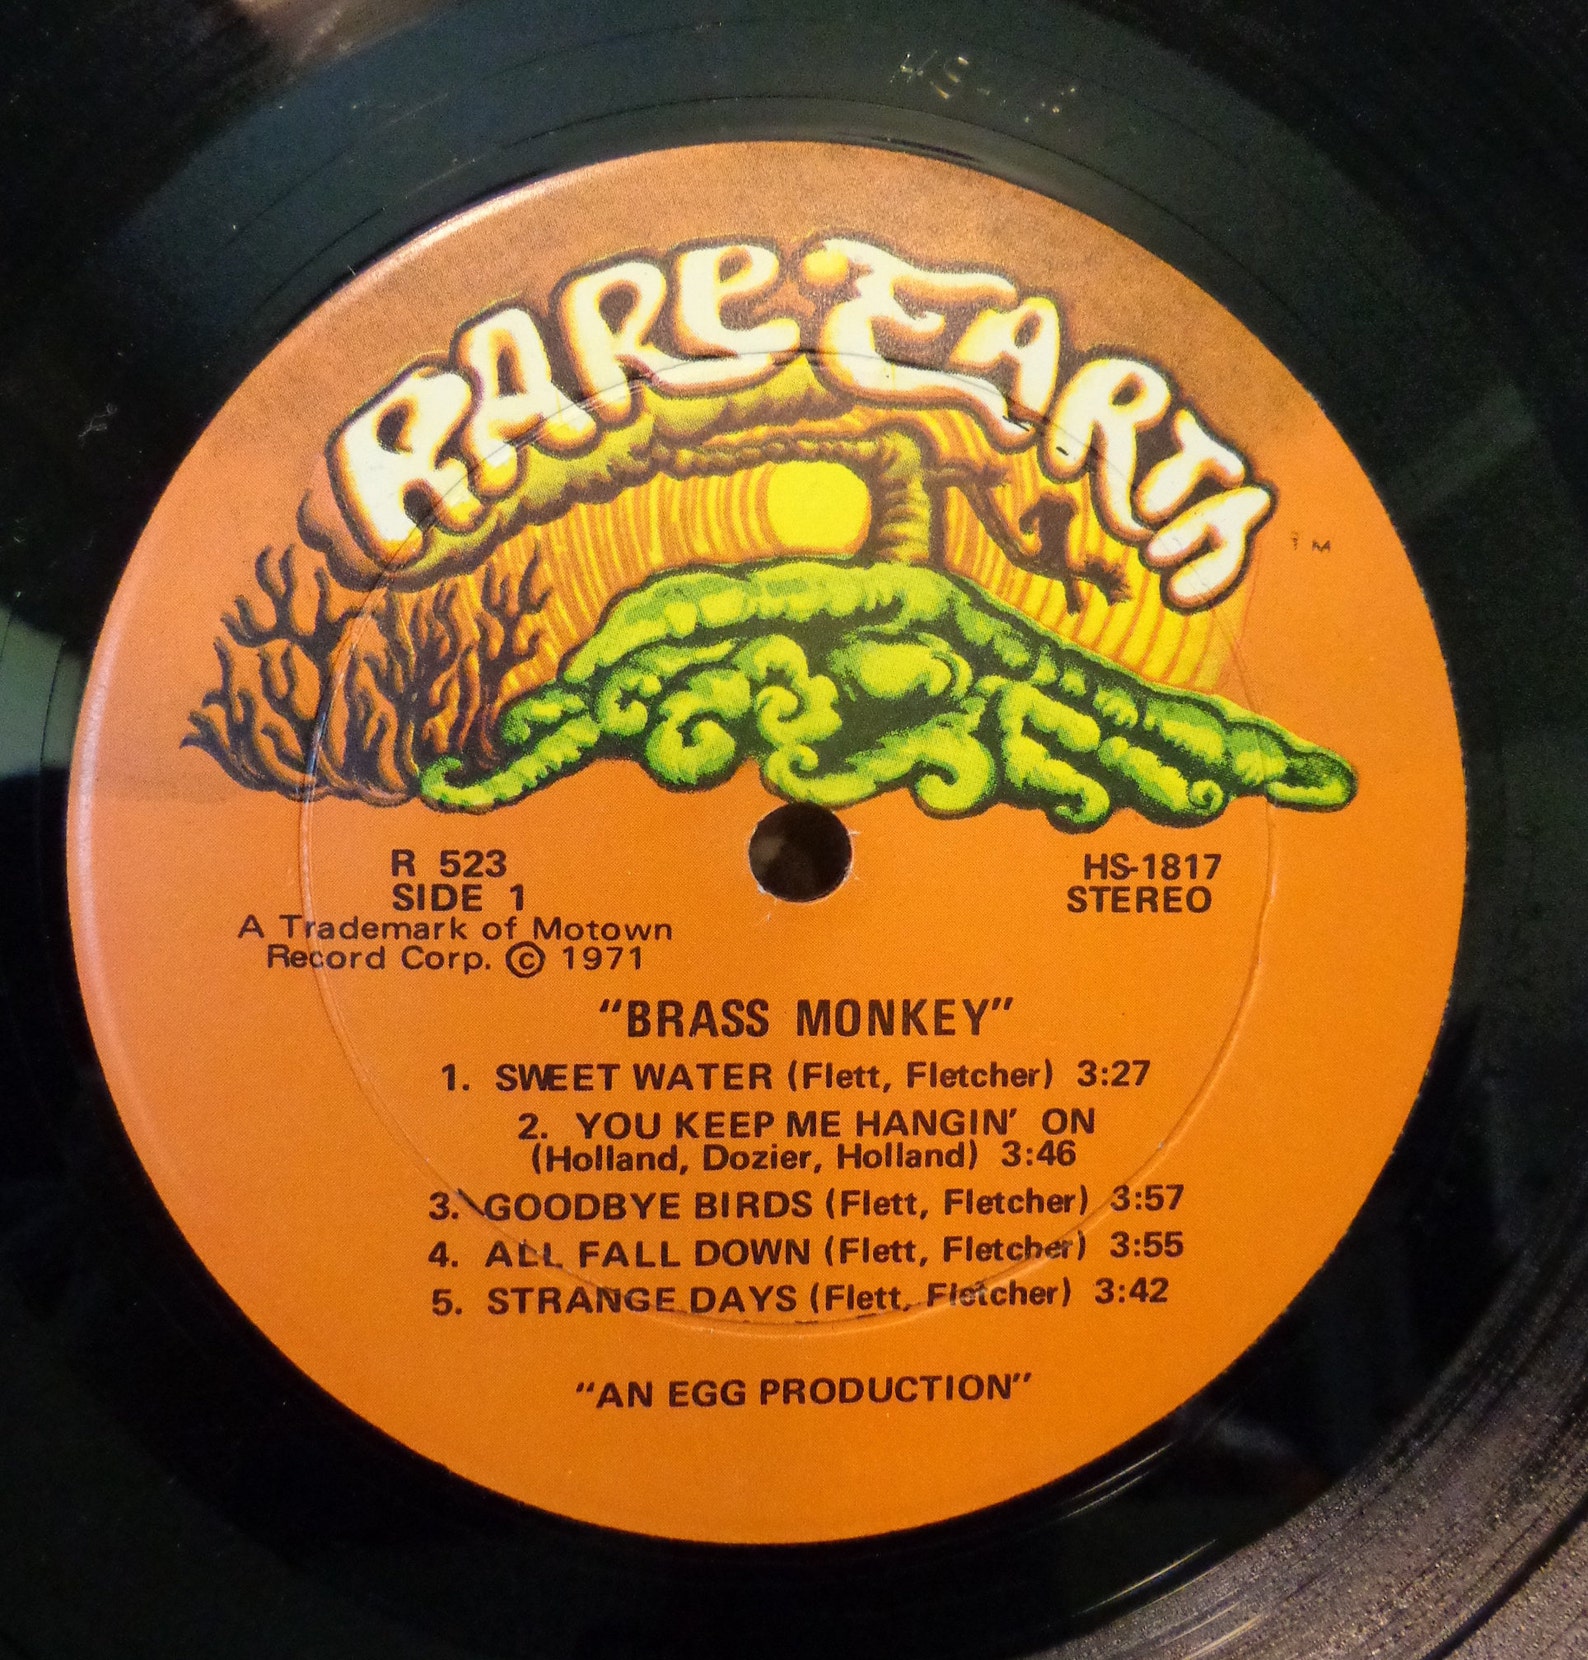 RARE EARTH
TM
R 523
SIDE 1
A Trademark of Motown
Record Corp. © 1971
HS-1817
STEREO
"BRASS MONKEY"
1. SWEET WATER (Flett, Fletcher) 3:27
2. YOU KEEP ME HANGIN' ON
(Holland, Dozier, Holland) 3:46
3. GOODBYE BIRDS (Flett, Fletcher) 3:57
4. ALL FALL DOWN (Flett, Fletcher) 3:55
5. STRANGE DAYS (Flett, Fletcher) 3:42
"AN EGG PRODUCTION"